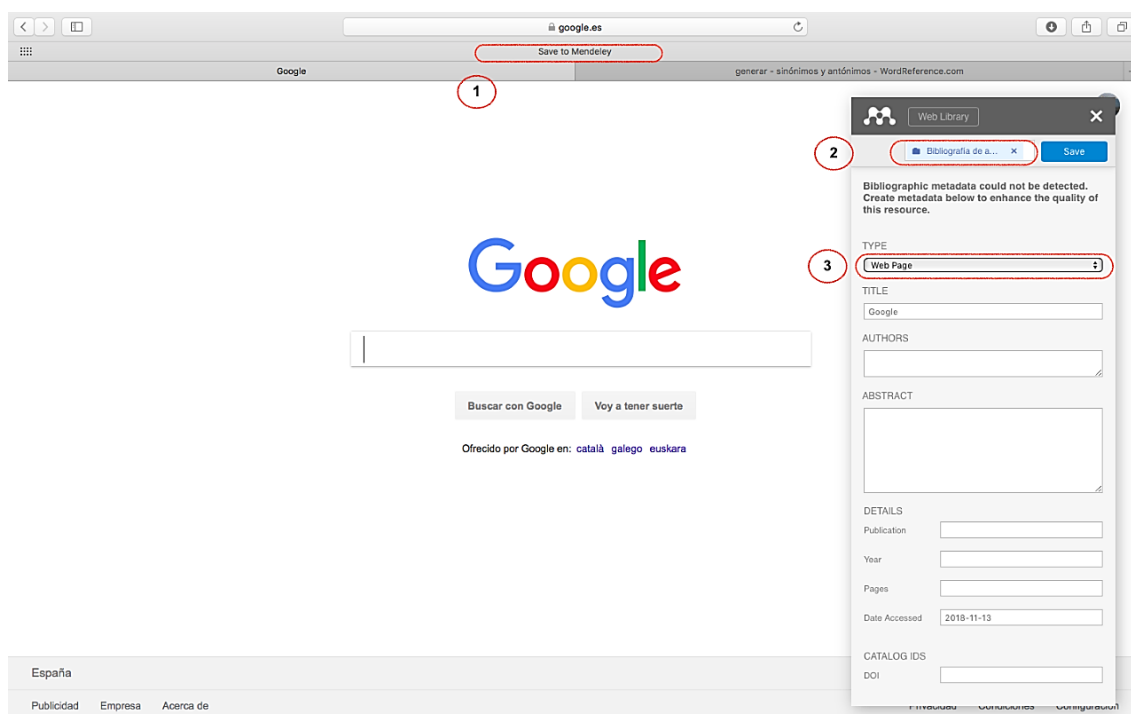 google.es
Save to Mendeley
Google
generar - sinónimos y antónimos - WordReference.com
1
Web Library
2
Bibliografía de a...
Save
Bibliographic metadata could not be detected.
Create metadata below to enhance the quality of
this resource.
TYPE
3
Web Page
TITLE
Google
Google
AUTHORS
ABSTRACT
Buscar con Google
Voy a tener suerte
Ofrecido por Google en: català galego euskara
DETAILS
Publication
Year
Pages
Date Accessed
2018-11-13
CATALOG IDS
DOI
España
Publicidad Empresa Acerca de
Privacidad Condiciones Configuración